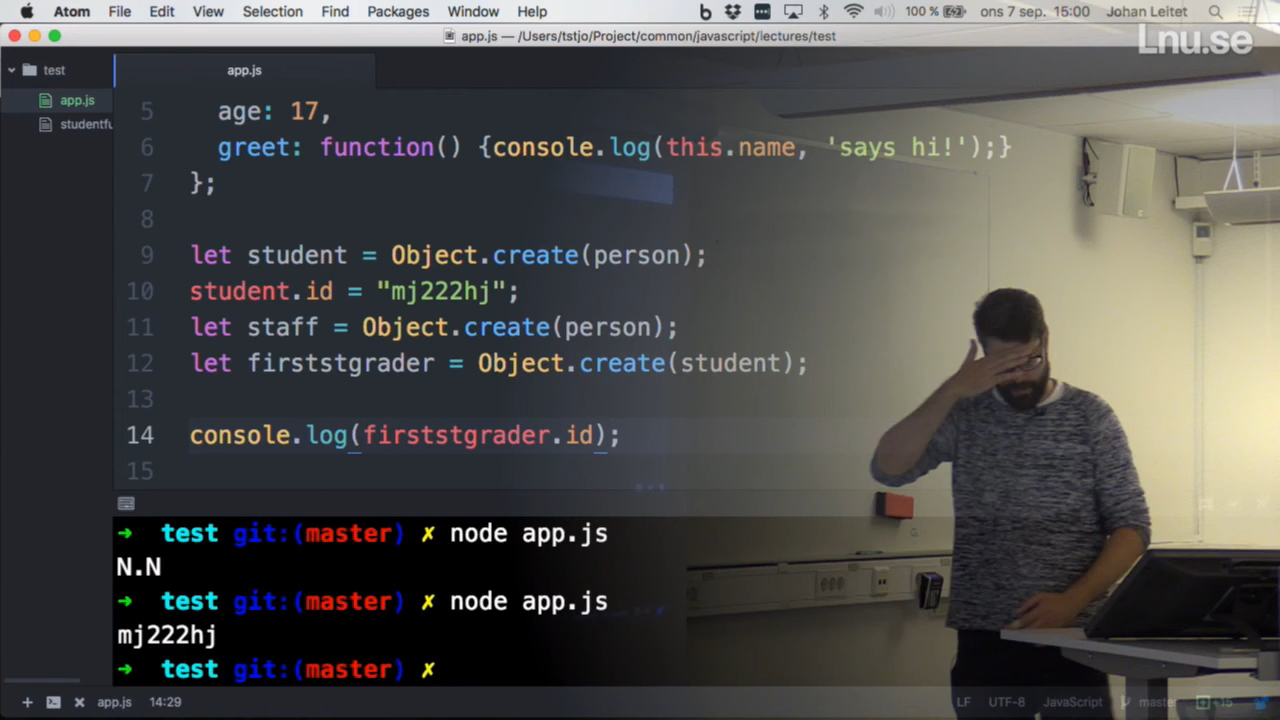 Atom File Edit View Selection Find Packages Window Help 100 % ons 7 sep. 15:00 Johan Leitet
app.js — /Users/tstjo/Project/common/javascript/lectures/test
Lnu.se
test
app.js
studentfu
app.js
5 age: 17,
6 greet: function() {console.log(this.name, 'says hi!');}
7 };
8
9 let student = Object.create(person);
10 student.id = "mj222hj";
11 let staff = Object.create(person);
12 let firststgrader = Object.create(student);
13
14 console.log(firststgrader.id);
15
➜ test git:(master) ✗ node app.js
N.N
➜ test git:(master) ✗ node app.js
mj222hj
➜ test git:(master) ✗
app.js 14:29 LF UTF-8 JavaScript master +15